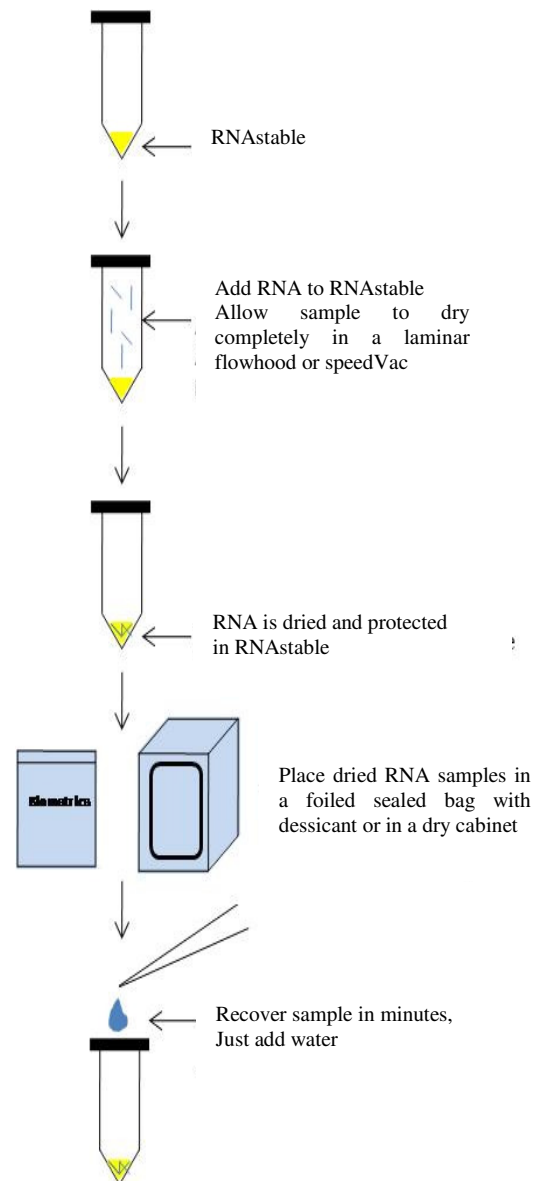 RNAstable
Add RNA to RNAstable
Allow sample to dry
completely in a laminar
flowhood or speedVac
RNA is dried and protected
in RNAstable
Biomatrica
Place dried RNA samples in
a foiled sealed bag with
dessicant or in a dry cabinet
Recover sample in minutes,
Just add water